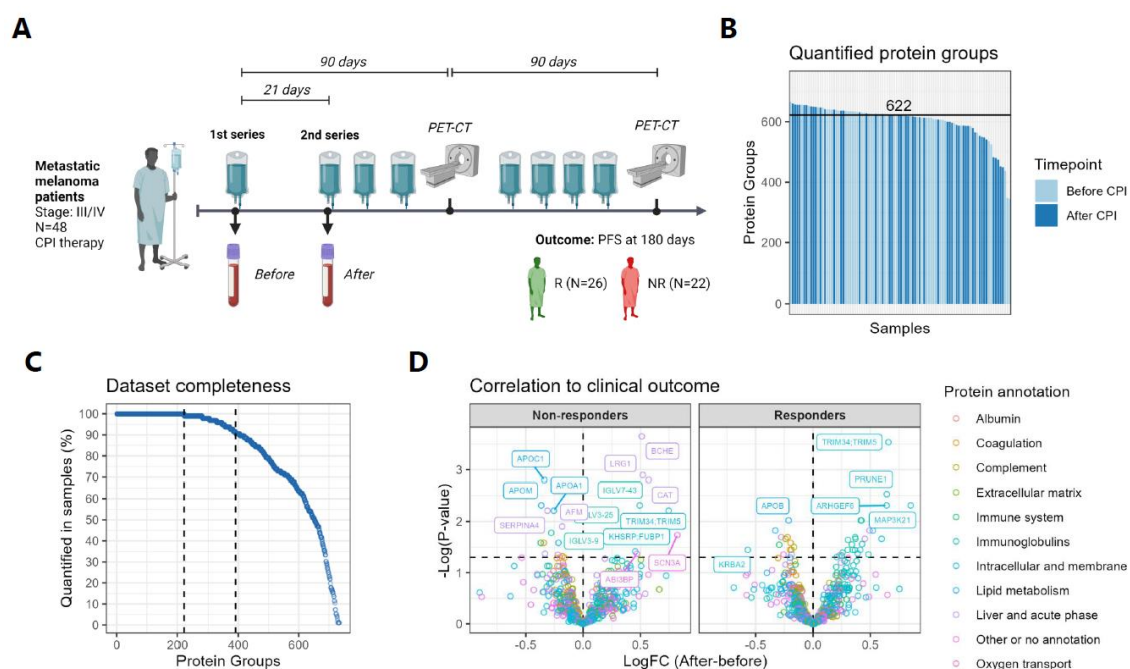 A
90 days
90 days
21 days
1st series
2nd series
PET-CT
PET-CT
Metastatic
melanoma
patients
Stage: III/IV
N=48
CPI therapy
Before
After
Outcome: PFS at 180 days
R (N=26)
NR (N=22)
B
Quantified protein groups
622
600
400
200
0
Protein Groups
Samples
Timepoint
Before CPI
After CPI
C
Dataset completeness
100
90
80
70
60
50
40
30
20
10
0
Quantified in samples (%)
0
200
400
600
Protein Groups
D
Correlation to clinical outcome
Non-responders
Responders
3
2
1
0
-Log(P-value)
BCHE
LRG1
APOC1
CAT
IGLV7-43
APOM
APOA1
AFM
LV3-25
TRIM34;TRIM5
SERPINA4
IGLV3-9
KHSRP;FUBP1
SCN3A
ABI3BP
TRIM34;TRIM5
PRUNE1
ARHGEF6
APOB
MAP3K21
KRBA2
-0.5
0.0
0.5
-0.5
0.0
0.5
LogFC (After-before)
Protein annotation
Albumin
Coagulation
Complement
Extracellular matrix
Immune system
Immunoglobulins
Intracellular and membrane
Lipid metabolism
Liver and acute phase
Other or no annotation
Oxygen transport